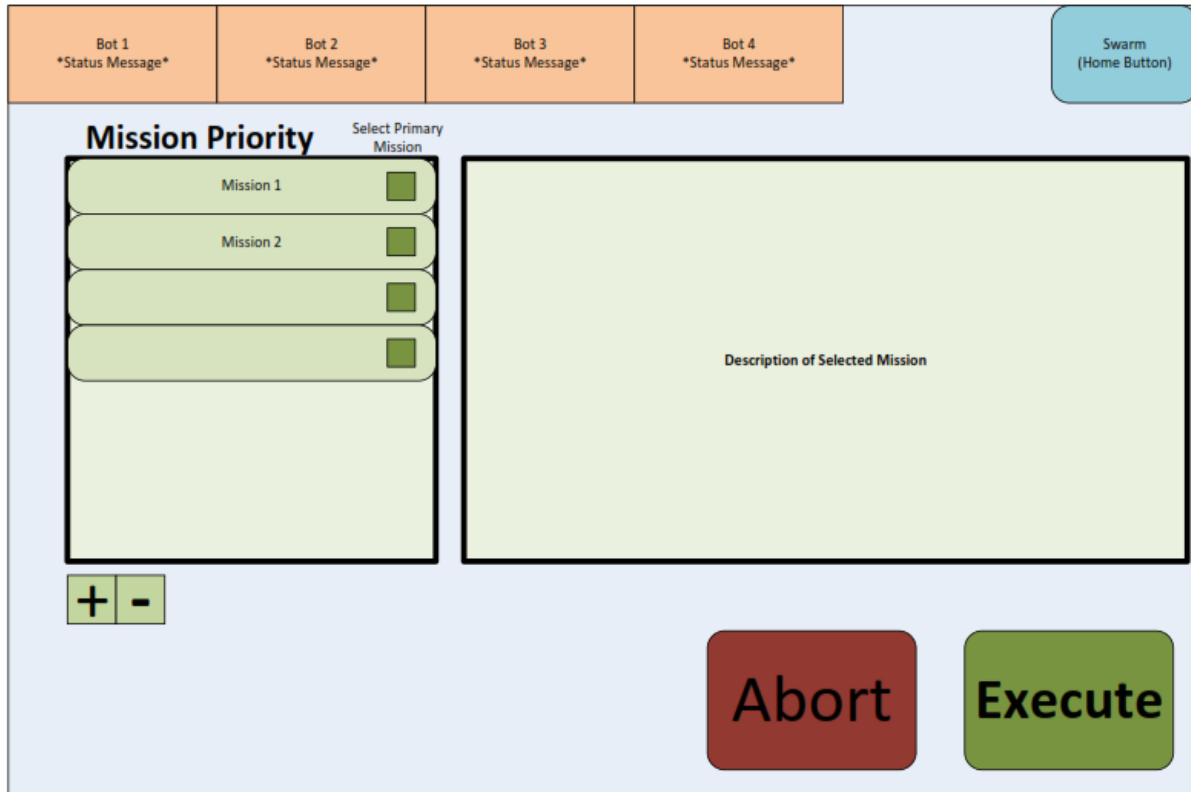 Bot 1
*Status Message*
Bot 2
*Status Message*
Bot 3
*Status Message*
Bot 4
*Status Message*
Swarm
(Home Button)
Mission Priority
Select Primary
Mission
Mission 1
Mission 2
Description of Selected Mission
+
-
Abort
Execute